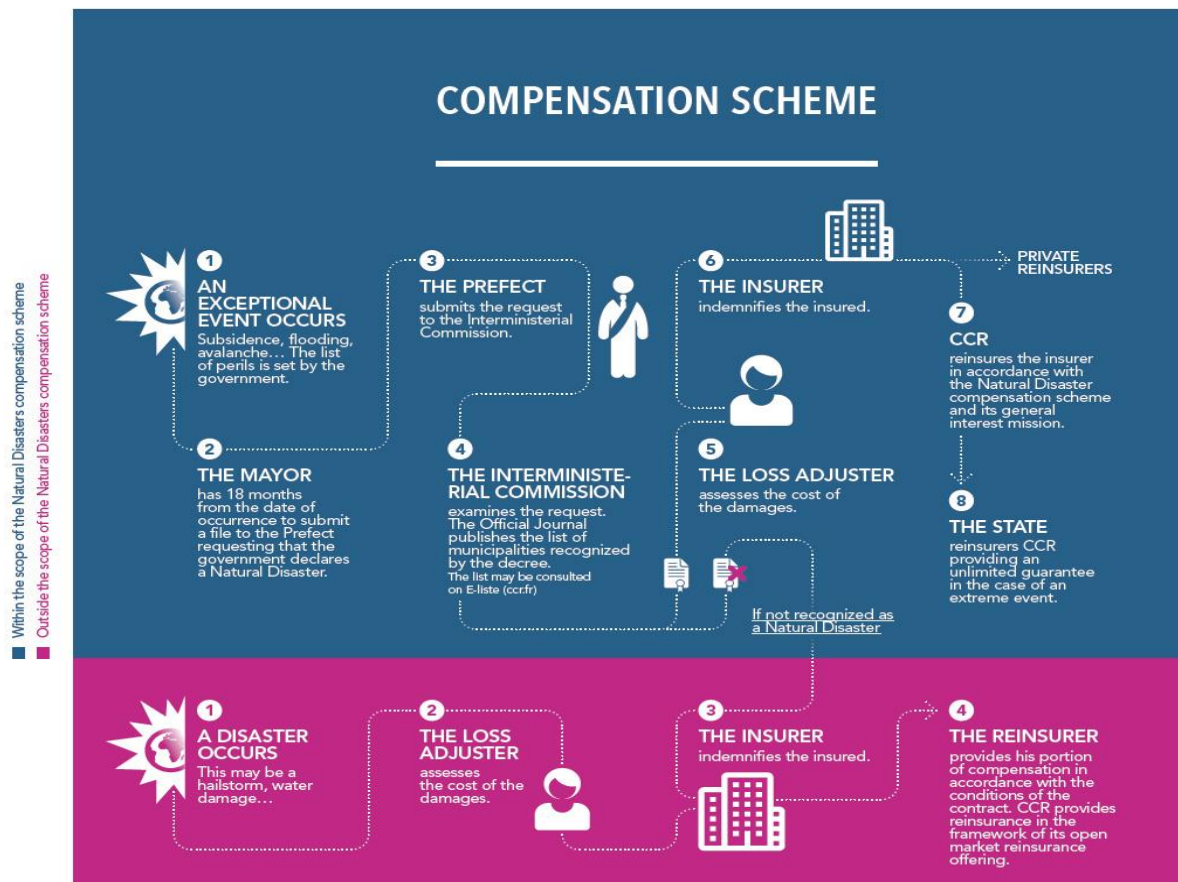 COMPENSATION SCHEME
Within the scope of the Natural Disasters compensation scheme
Outside the scope of the Natural Disasters compensation scheme
1
AN
EXCEPTIONAL
EVENT OCCURS
Subsidence, flooding,
avalanche... The list
of perils is set by the
government.
2
THE MAYOR
has 18 months
from the date of
occurrence to submit
a file to the Prefect
requesting that the
government declares
a Natural Disaster.
3
THE PREFECT
submits the request
to the Interministerial
Commission.
4
THE INTERMINISTE-
RIAL COMMISSION
examines the request.
The Official Journal
publishes the list of
municipalities recognized
by the decree.
The list may be consulted
on E-liste (ccr.fr)
5
THE LOSS ADJUSTER
assesses the cost of
the damages.
6
THE INSURER
indemnifies the insured.
PRIVATE
REINSURERS
7
CCR
reinsures the insurer
in accordance with
the Natural Disaster
compensation scheme
and its general
interest mission.
8
THE STATE
reinsurers CCR
providing an
unlimited guarantee
in the case of an
extreme event.
If not recognized as
a Natural Disaster
1
A DISASTER
OCCURS
This may be a
hailstorm, water
damage...
2
THE LOSS
ADJUSTER
assesses
the cost of the
damages.
3
THE INSURER
indemnifies the insured.
4
THE REINSURER
provides his portion
of compensation in
accordance with the
conditions of the
contract. CCR provides
reinsurance in the
framework of its open
market reinsurance
offering.